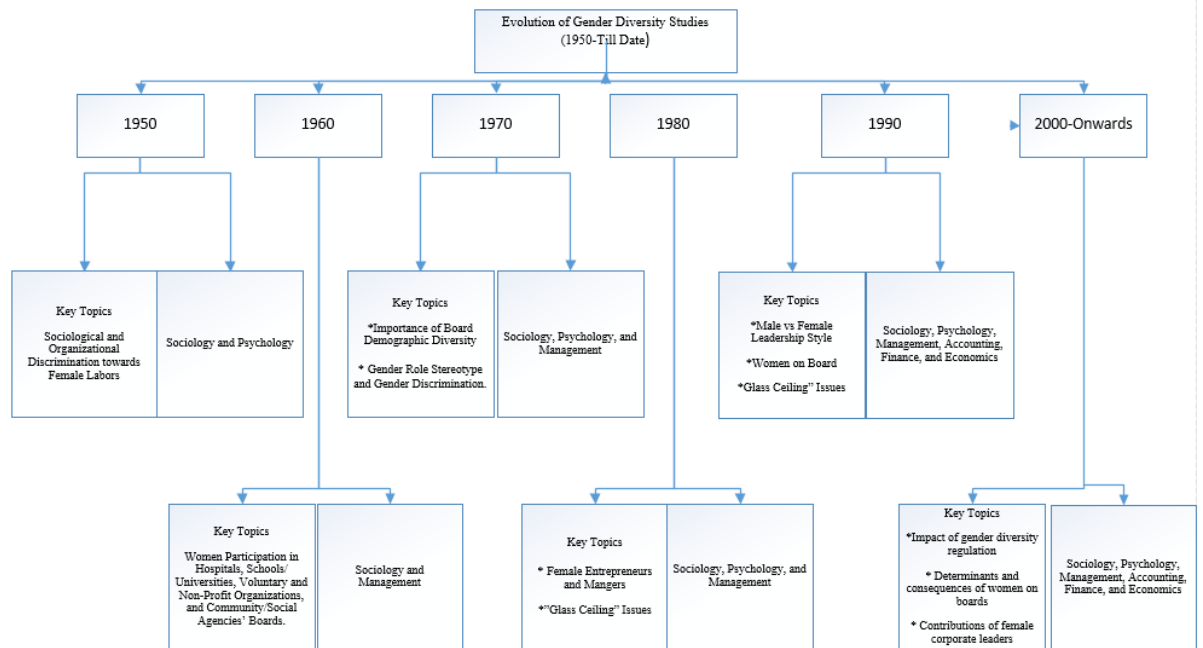 Evolution of Gender Diversity Studies
(1950-Till Date)
1950
1960
1970
1980
1990
2000-Onwards
Key Topics
Sociological and
Organizational
Discrimination towards
Female Labors
Sociology and Psychology
Key Topics
*Importance of Board
Demographic Diversity
* Gender Role Stereotype
and Gender Discrimination.
Sociology, Psychology, and
Management
Key Topics
*Male vs Female
Leadership Style
*Women on Board
*Glass Ceiling” Issues
Sociology, Psychology,
Management, Accounting,
Finance, and Economics
Key Topics
Women Participation in
Hospitals, Schools/
Universities, Voluntary and
Non-Profit Organizations,
and Community/Social
Agencies’ Boards.
Sociology and
Management
Key Topics
* Female Entrepreneurs
and Mangers
*”Glass Ceiling” Issues
Sociology, Psychology, and
Management
Key Topics
*Impact of gender diversity
regulation
* Determinants and
consequences of women on
boards
* Contributions of female
corporate leaders
Sociology, Psychology,
Management, Accounting,
Finance, and Economics